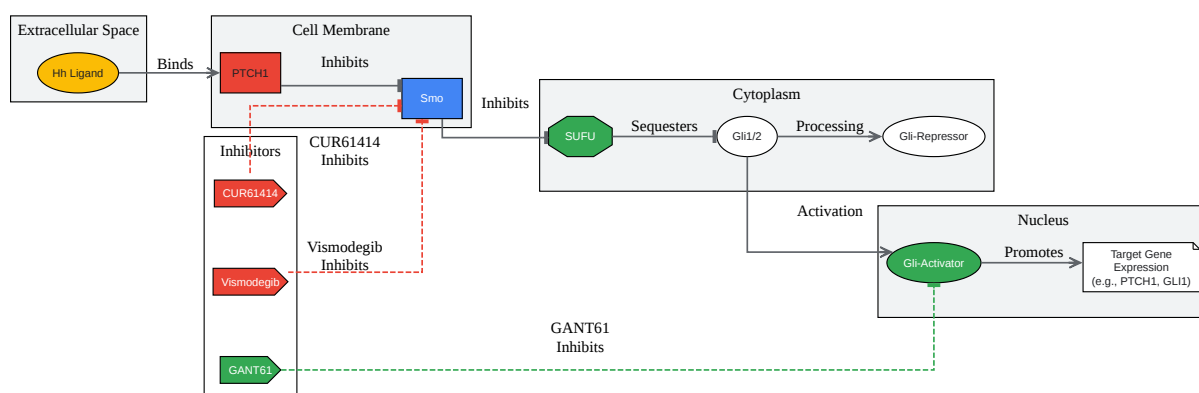 Extracellular Space
Hh Ligand
Binds
Cell Membrane
PTCH1
Inhibits
Smo
Inhibits
Cytoplasm
SUFU
Sequesters
Gli1/2
Processing
Gli-Repressor
Inhibitors
CUR61414
CUR61414
Inhibits
Vismodegib
Vismodegib
Inhibits
GANT61
GANT61
Inhibits
Activation
Nucleus
Gli-Activator
Promotes
Target Gene
Expression
(e.g., PTCH1, GLI1)